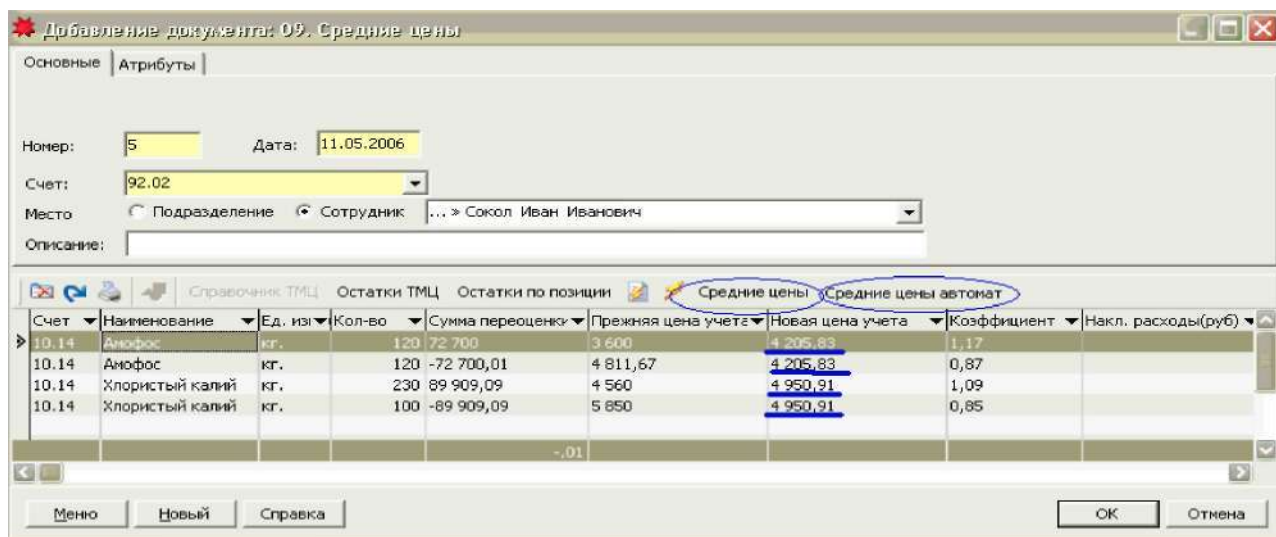 Добавление документа: 09. Средние цены
Основные Атрибуты
Номер: 5 Дата: 11.05.2006
Счет: 92.02
Место Подразделение Сотрудник ... » Сокол Иван Иванович
Описание:
Справочник ТМЦ Остатки ТМЦ Остатки по позиции Средние цены Средние цены автомат
Счет Наименование Ед. изі Кол-во Сумма переоценки Прежняя цена учета Новая цена учета Коэффициент Накл. расходы(руб)
10.14 Амофос кг. 120 72 700 3 600 4 205,83 1,17
10.14 Амофос кг. 120 -72 700,01 4 811,67 4 205,83 0,87
10.14 Хлористый калий кг. 230 89 909,09 4 560 4 950,91 1,09
10.14 Хлористый калий кг. 100 -89 909,09 5 850 4 950,91 0,85
-,01
Меню Новый Справка ОК Отмена